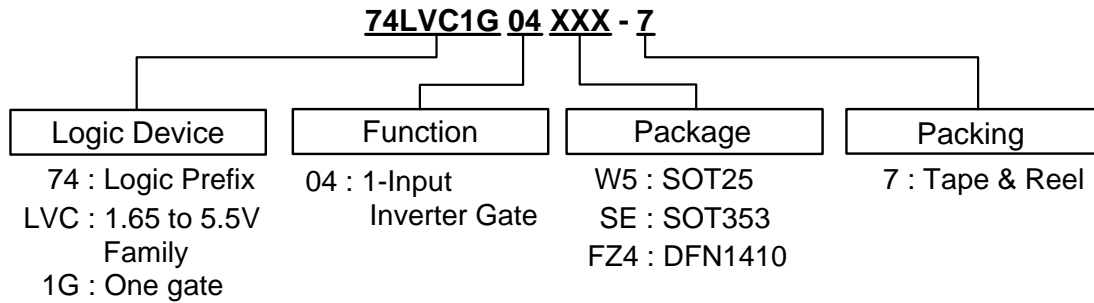 74LVC1G 04 XXX - 7
Logic Device
74 : Logic Prefix
LVC : 1.65 to 5.5V
Family
1G : One gate
Function
04 : 1-Input
Inverter Gate
Package
W5 : SOT25
SE : SOT353
FZ4 : DFN1410
Packing
7 : Tape & Reel